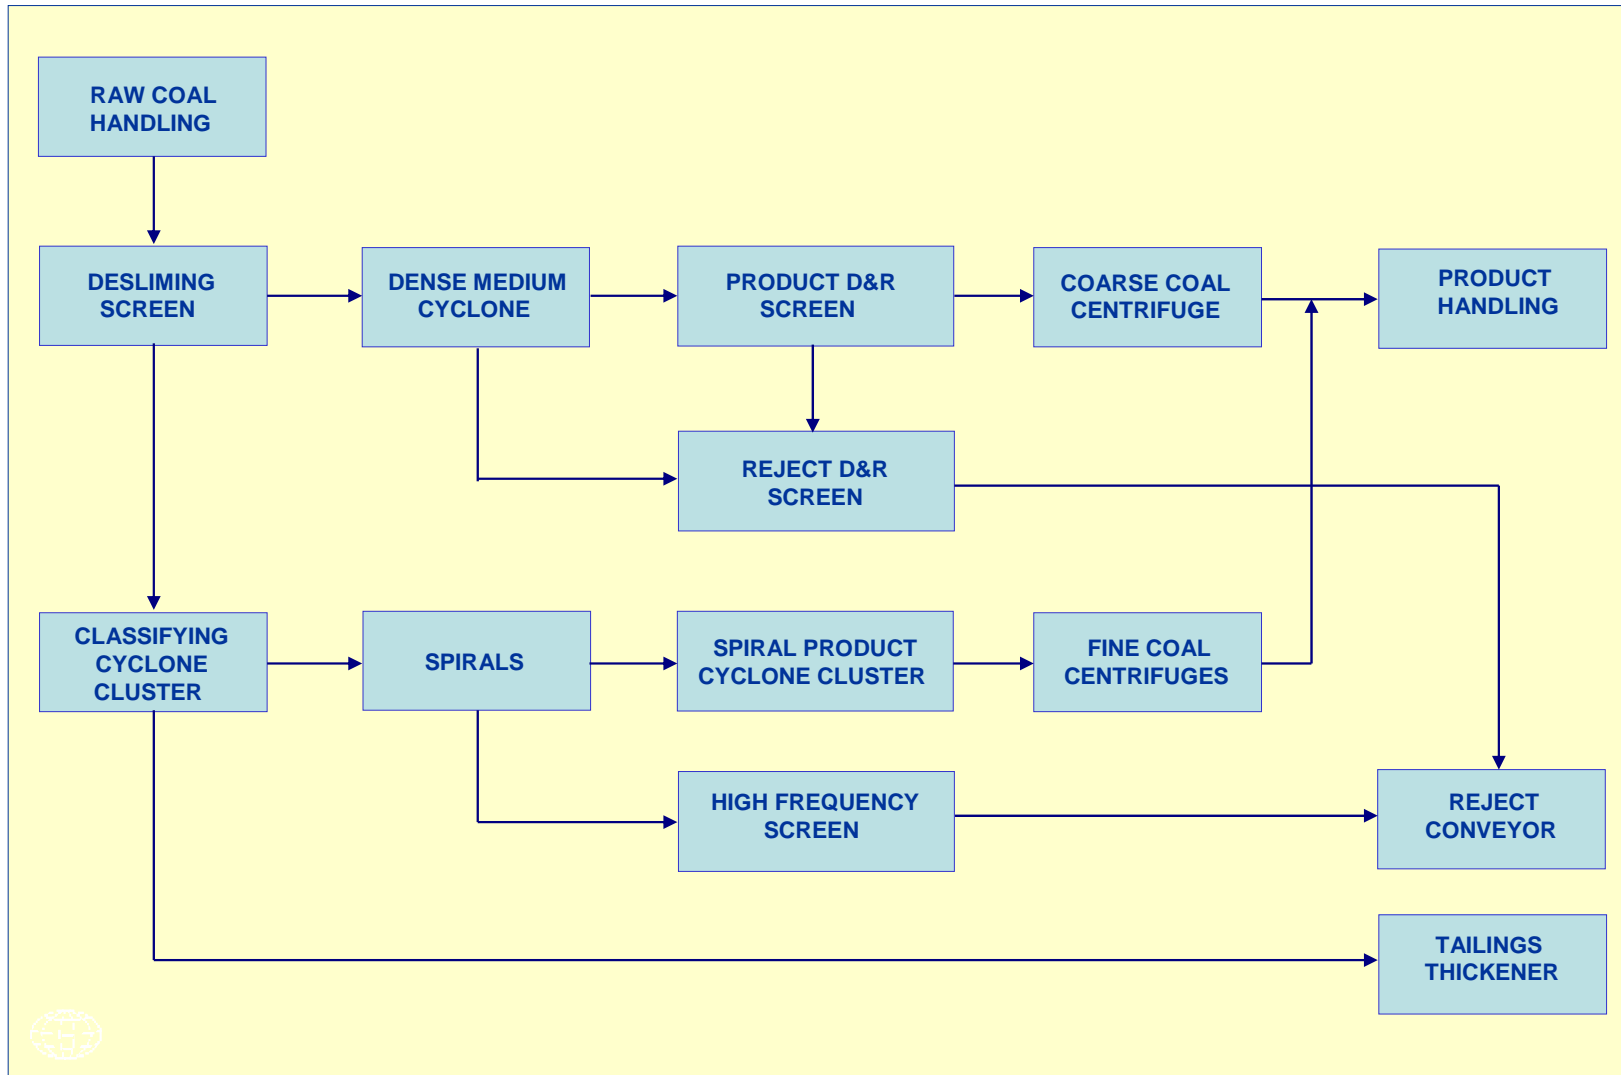 RAW COAL
HANDLING
DESLIMING
SCREEN
DENSE MEDIUM
CYCLONE
PRODUCT D&R
SCREEN
COARSE COAL
CENTRIFUGE
PRODUCT
HANDLING
REJECT D&R
SCREEN
CLASSIFYING
CYCLONE
CLUSTER
SPIRALS
SPIRAL PRODUCT
CYCLONE CLUSTER
FINE COAL
CENTRIFUGES
HIGH FREQUENCY
SCREEN
REJECT
CONVEYOR
TAILINGS
THICKENER